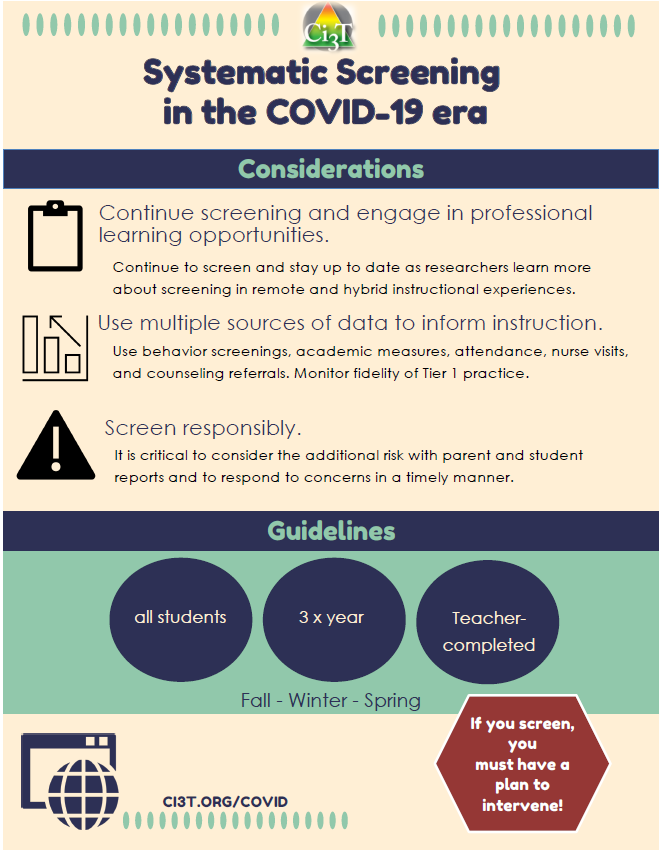 Ci3T
Systematic Screening
in the COVID-19 era
Considerations
Continue screening and engage in professional
learning opportunities.
Continue to screen and stay up to date as researchers learn more
about screening in remote and hybrid instructional experiences.
Use multiple sources of data to inform instruction.
Use behavior screenings, academic measures, attendance, nurse visits,
and counseling referrals. Monitor fidelity of Tier 1 practice.
Screen responsibly.
It is critical to consider the additional risk with parent and student
reports and to respond to concerns in a timely manner.
Guidelines
all students
3 x year
Teacher-
completed
Fall - Winter - Spring
If you screen,
you
must have a
plan to
intervene!
CI3T.ORG/COVID